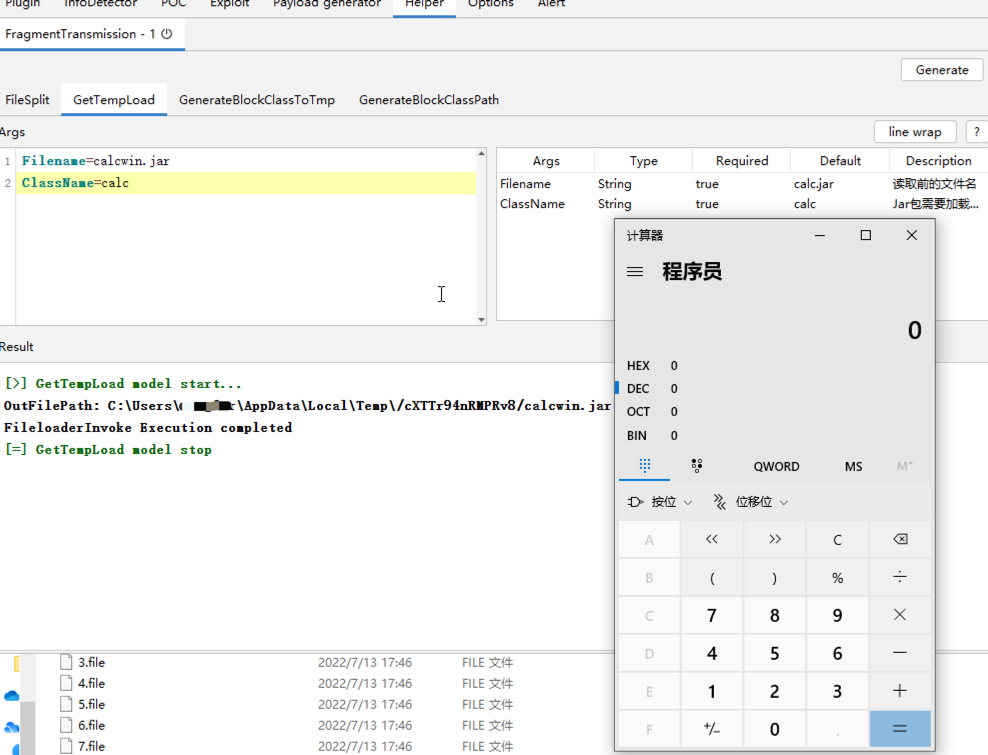 Plugin InfoDetector POC Exploit Payload generator Helper Options Alert
FragmentTransmission - 1
Generate
FileSplit GetTempLoad GenerateBlockClassToTmp GenerateBlockClassPath
Args
line wrap ?
1 Filename=calcwin.jar
2 ClassName=calc
Args Type Required Default Description
Filename String true calc.jar 读取前的文件名
ClassName String true calc Jar包需要加载...
Result
[>] GetTempLoad model start...
OutFilePath: C:\Users\ r\AppData\Local\Temp\/cXTTr94nRMPRv8/calcwin.jar
FileloaderInvoke Execution completed
[=] GetTempLoad model stop
计算器
程序员
0
HEX 0
DEC 0
OCT 0
BIN 0
QWORD MS M˅
按位 位移位
A << >> C
B ( ) % ÷
C 7 8 9 ×
D 4 5 6 −
E 1 2 3 +
F +/− 0 . =
3.file 2022/7/13 17:46 FILE 文件
4.file 2022/7/13 17:46 FILE 文件
5.file 2022/7/13 17:46 FILE 文件
6.file 2022/7/13 17:46 FILE 文件
7.file 2022/7/13 17:46 FILE 文件